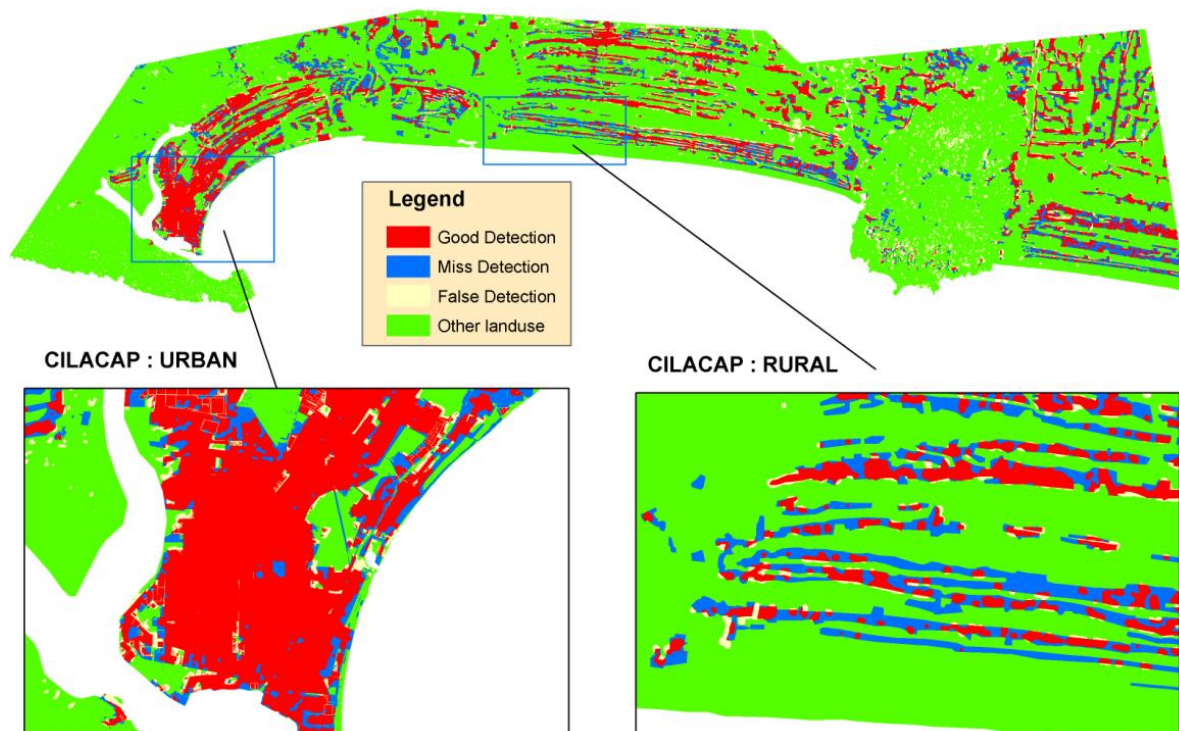 Legend
Good Detection
Miss Detection
False Detection
Other landuse
CILACAP : URBAN
CILACAP : RURAL